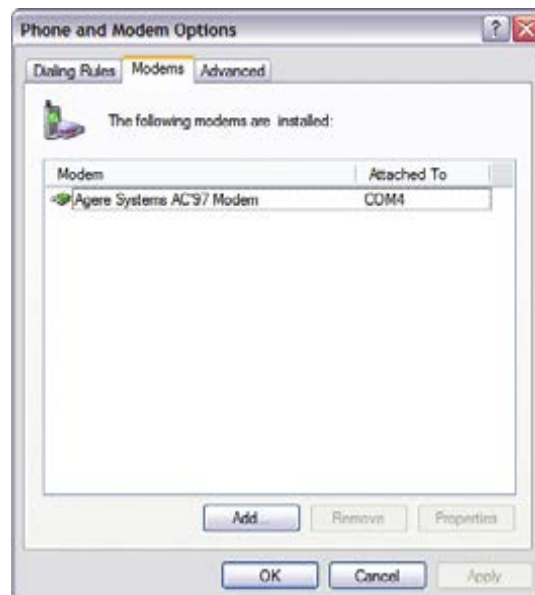 Phone and Modem Options
Dialing Rules Modems Advanced
The following modems are installed:
Modem Attached To
Agere Systems AC'97 Modem COM4
Add... Remove Properties
OK Cancel Apply